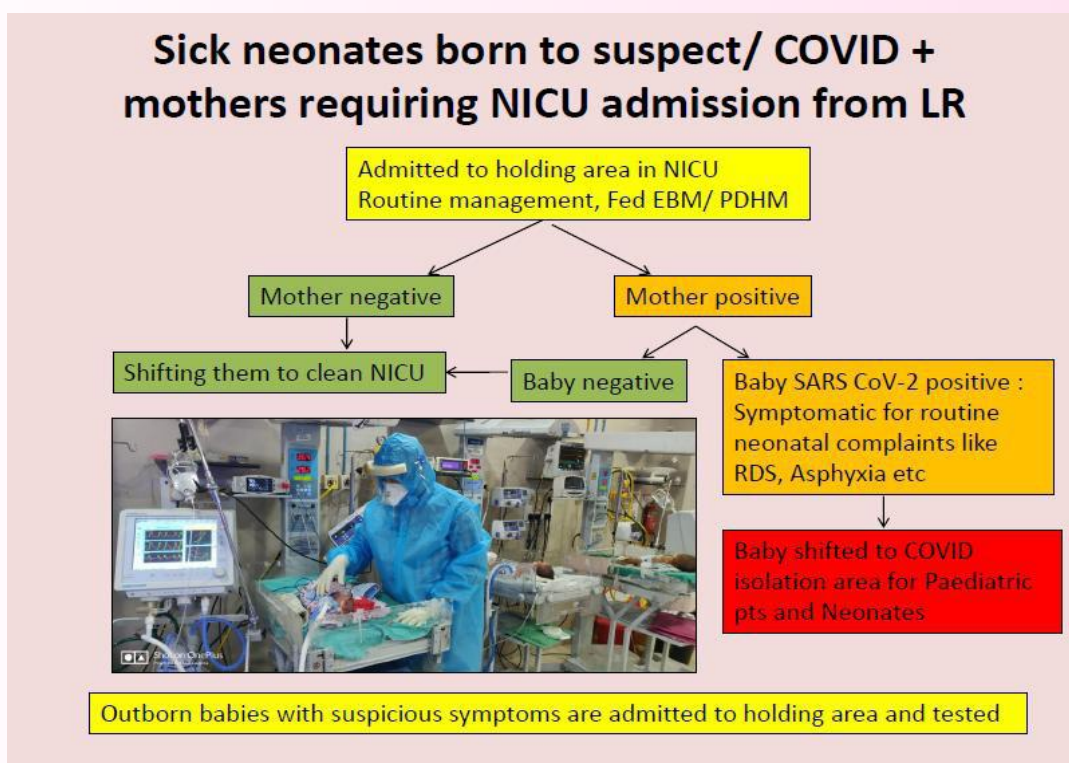 Sick neonates born to suspect/ COVID +
mothers requiring NICU admission from LR
Admitted to holding area in NICU
Routine management, Fed EBM/ PDHM
Mother negative
Mother positive
Shifting them to clean NICU
Baby negative
Baby SARS CoV-2 positive :
Symptomatic for routine
neonatal complaints like
RDS, Asphyxia etc
Baby shifted to COVID
isolation area for Paediatric
pts and Neonates
Outborn babies with suspicious symptoms are admitted to holding area and tested